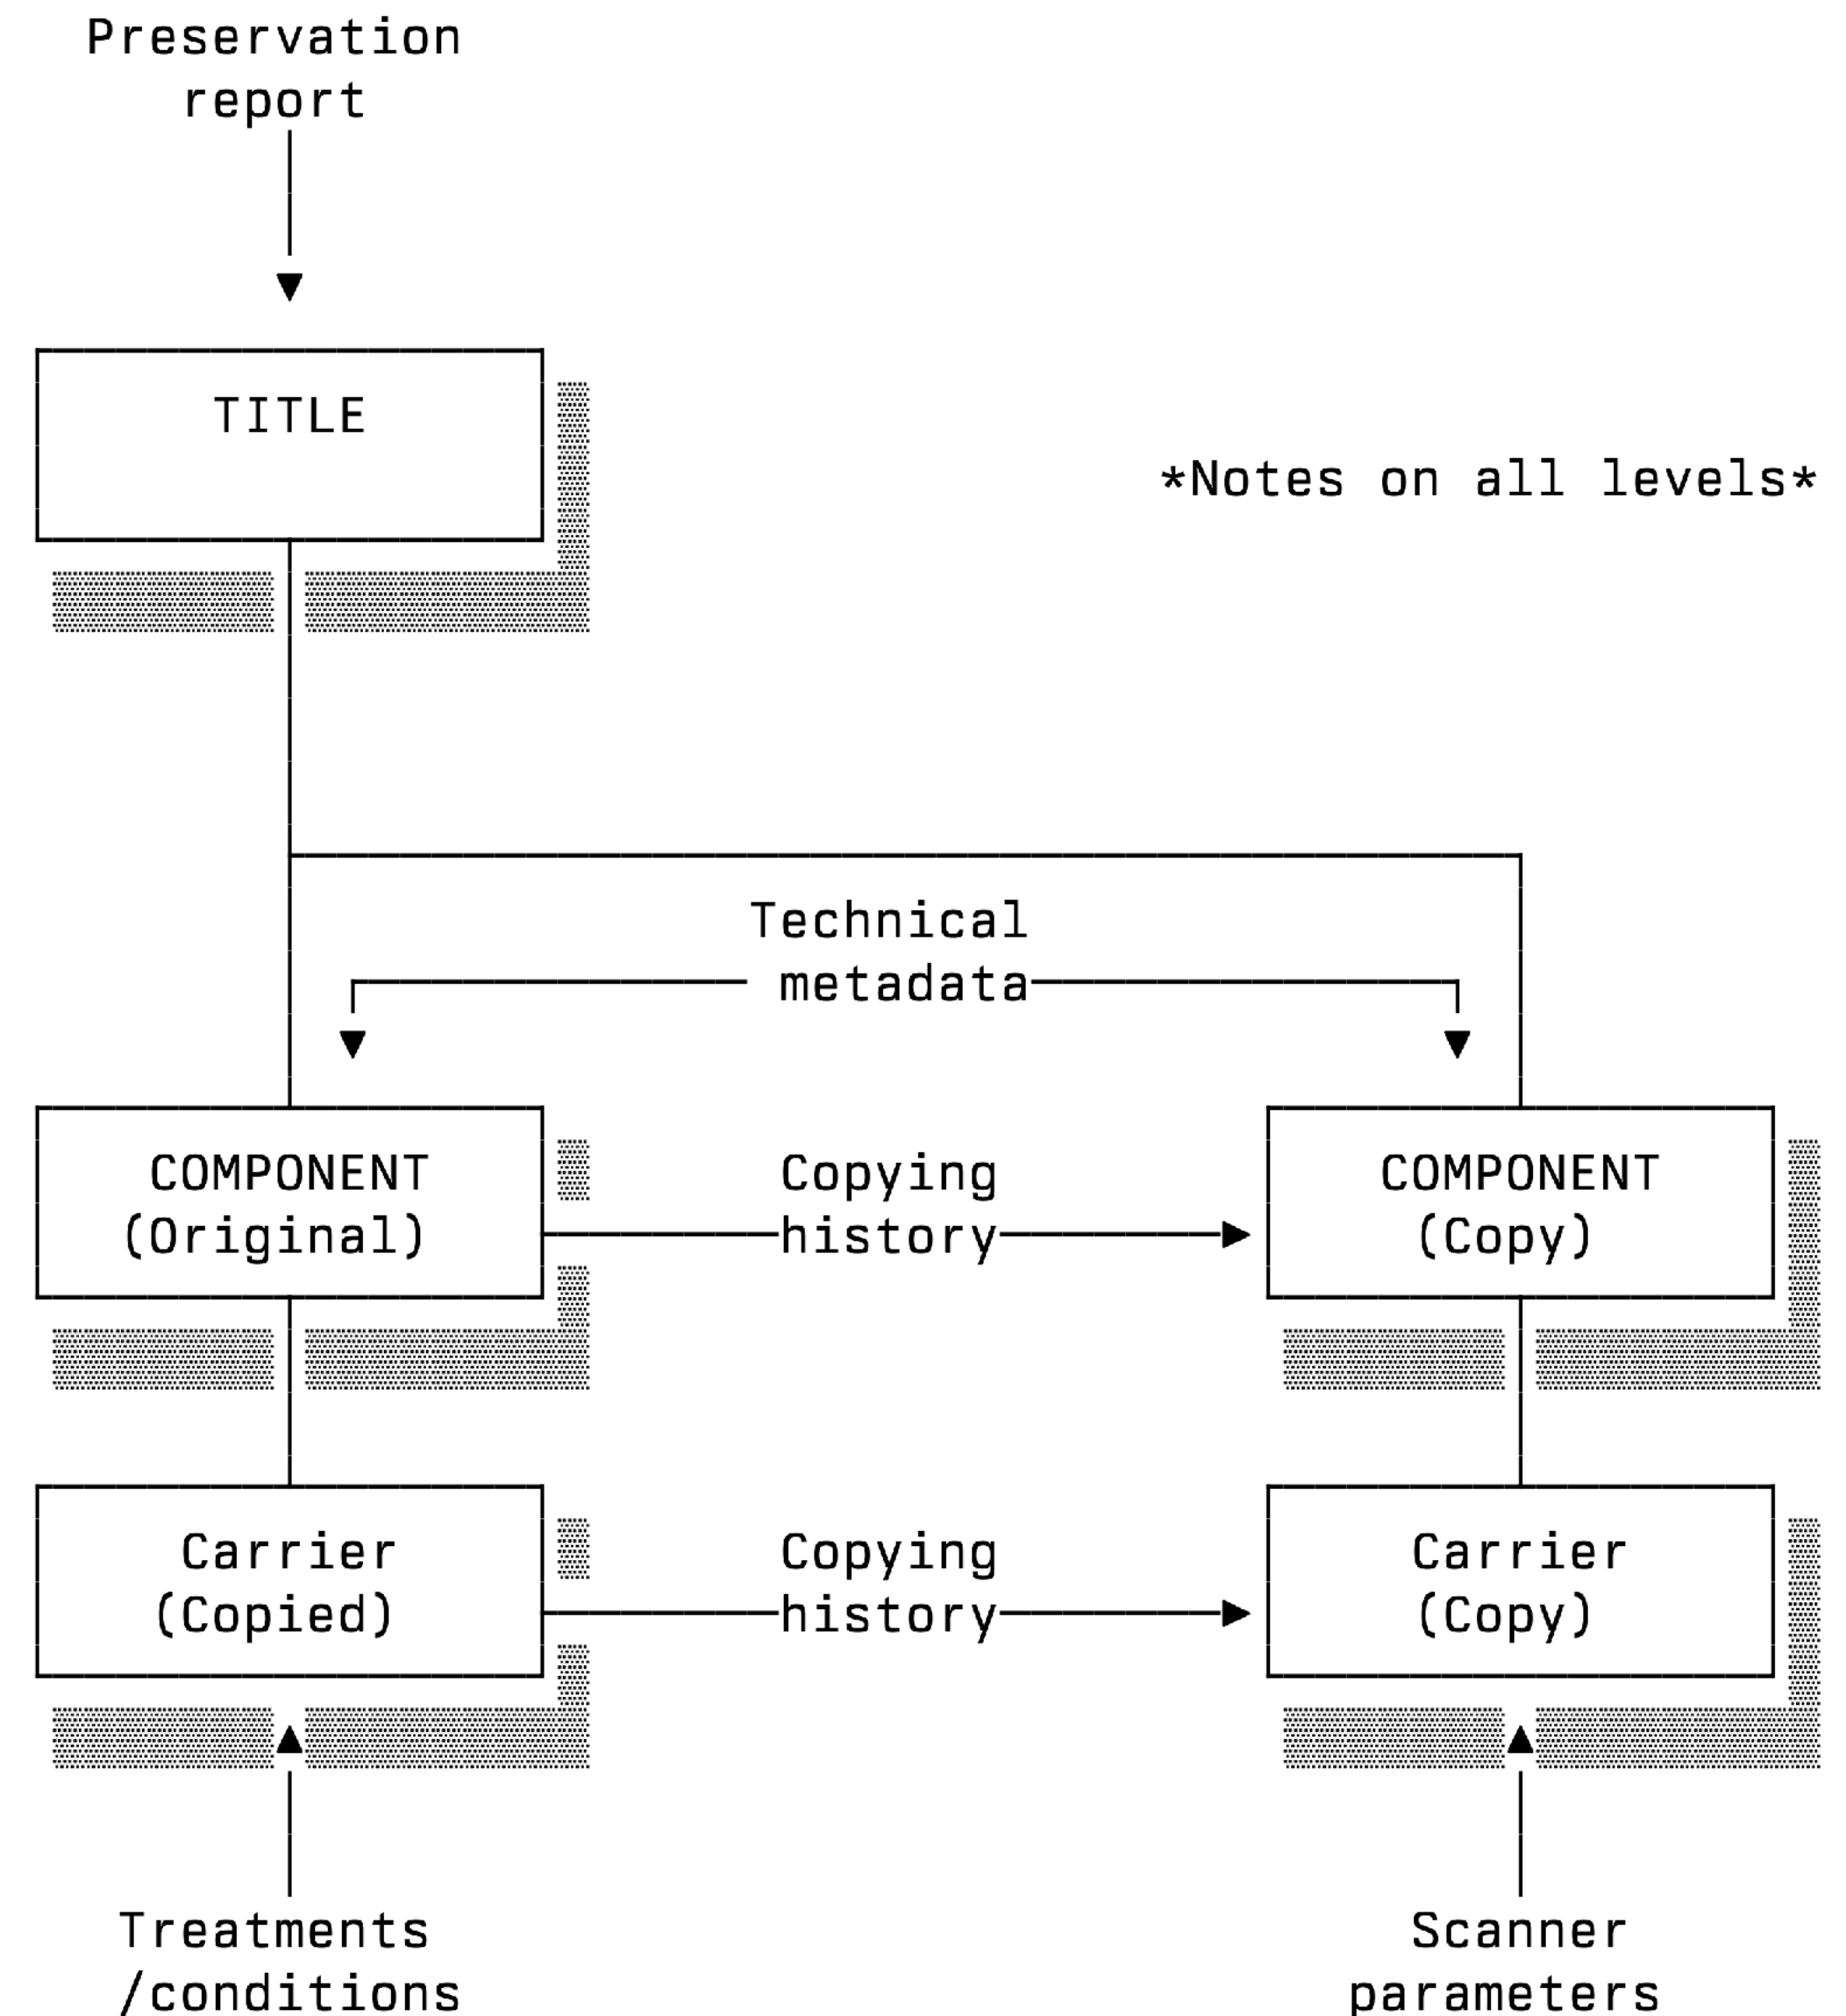 Preservation
report
TITLE
*Notes on all levels*
Technical
metadata
COMPONENT
(Original)
Copying
history
COMPONENT
(Copy)
Carrier
(Copied)
Copying
history
Carrier
(Copy)
Treatments
/conditions
Scanner
parameters